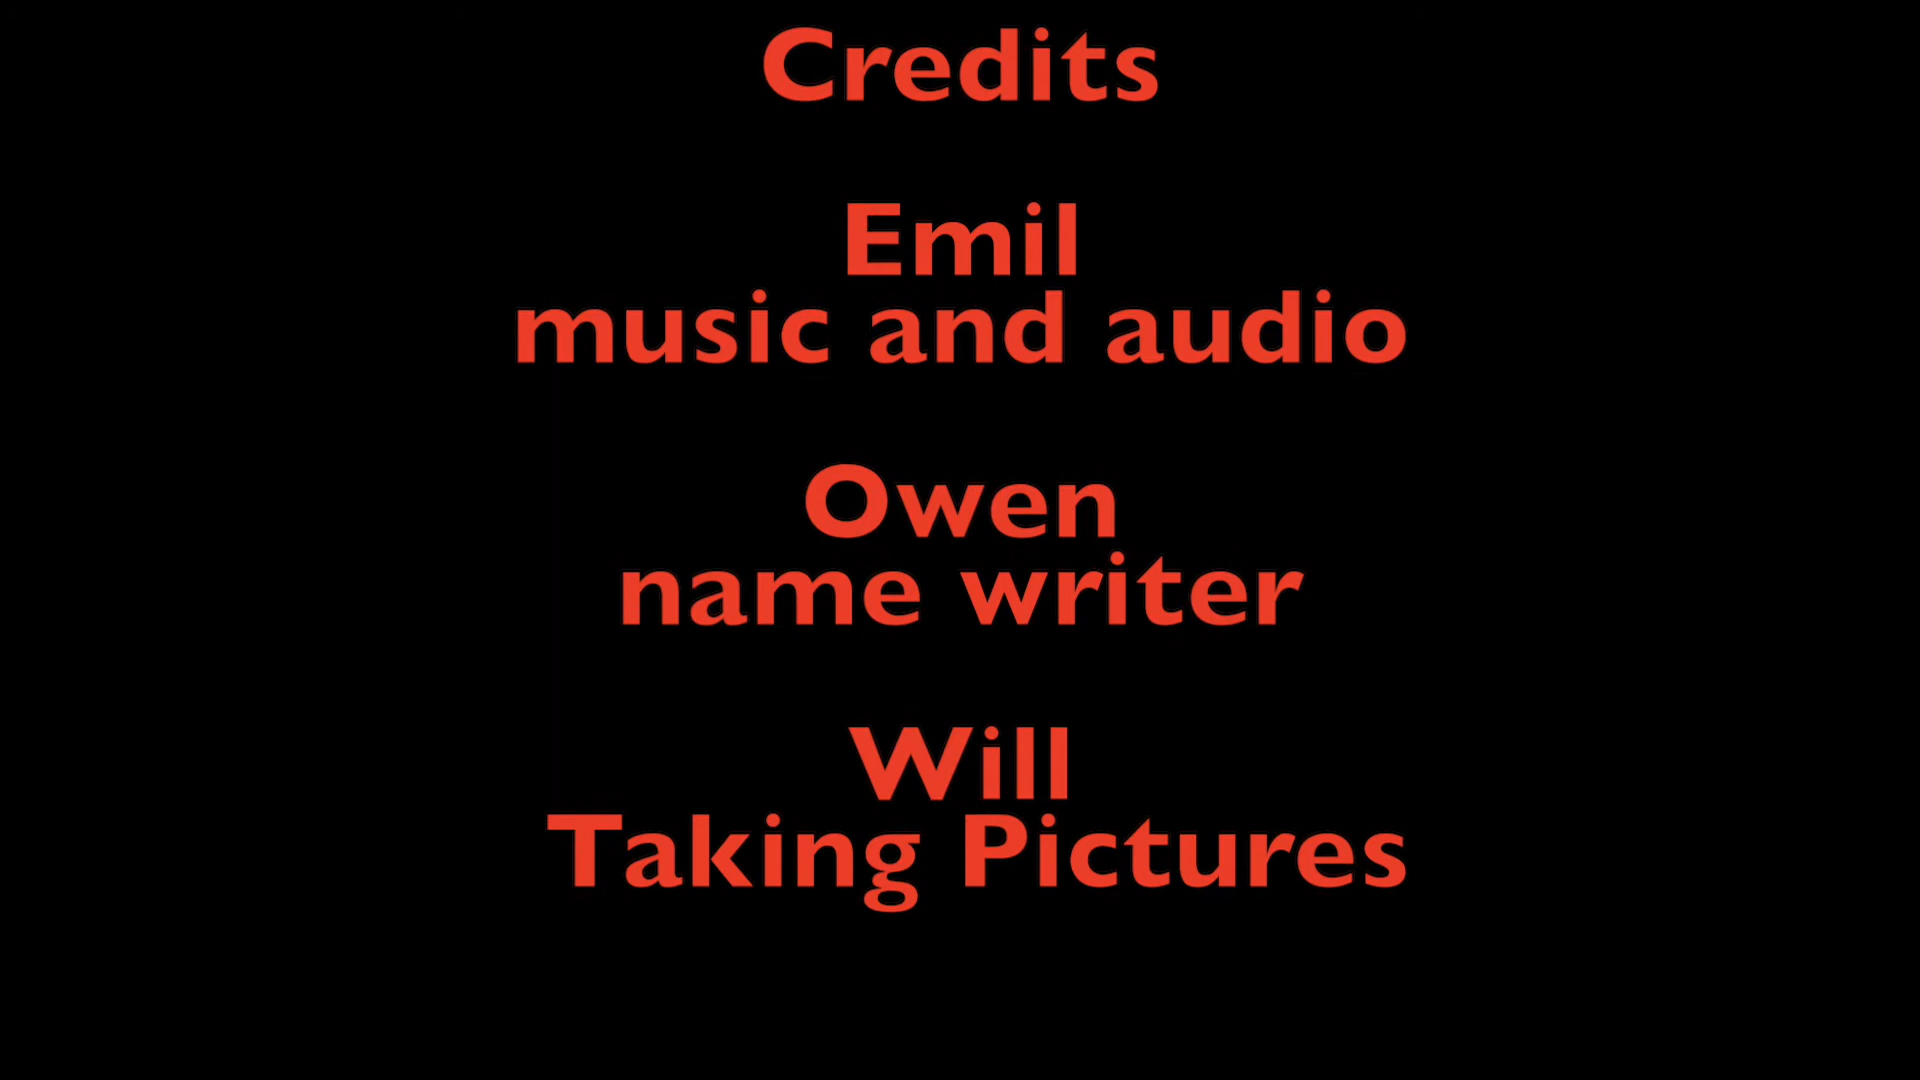 Credits
Emil
music and audio
Owen
name writer
Will
Taking Pictures